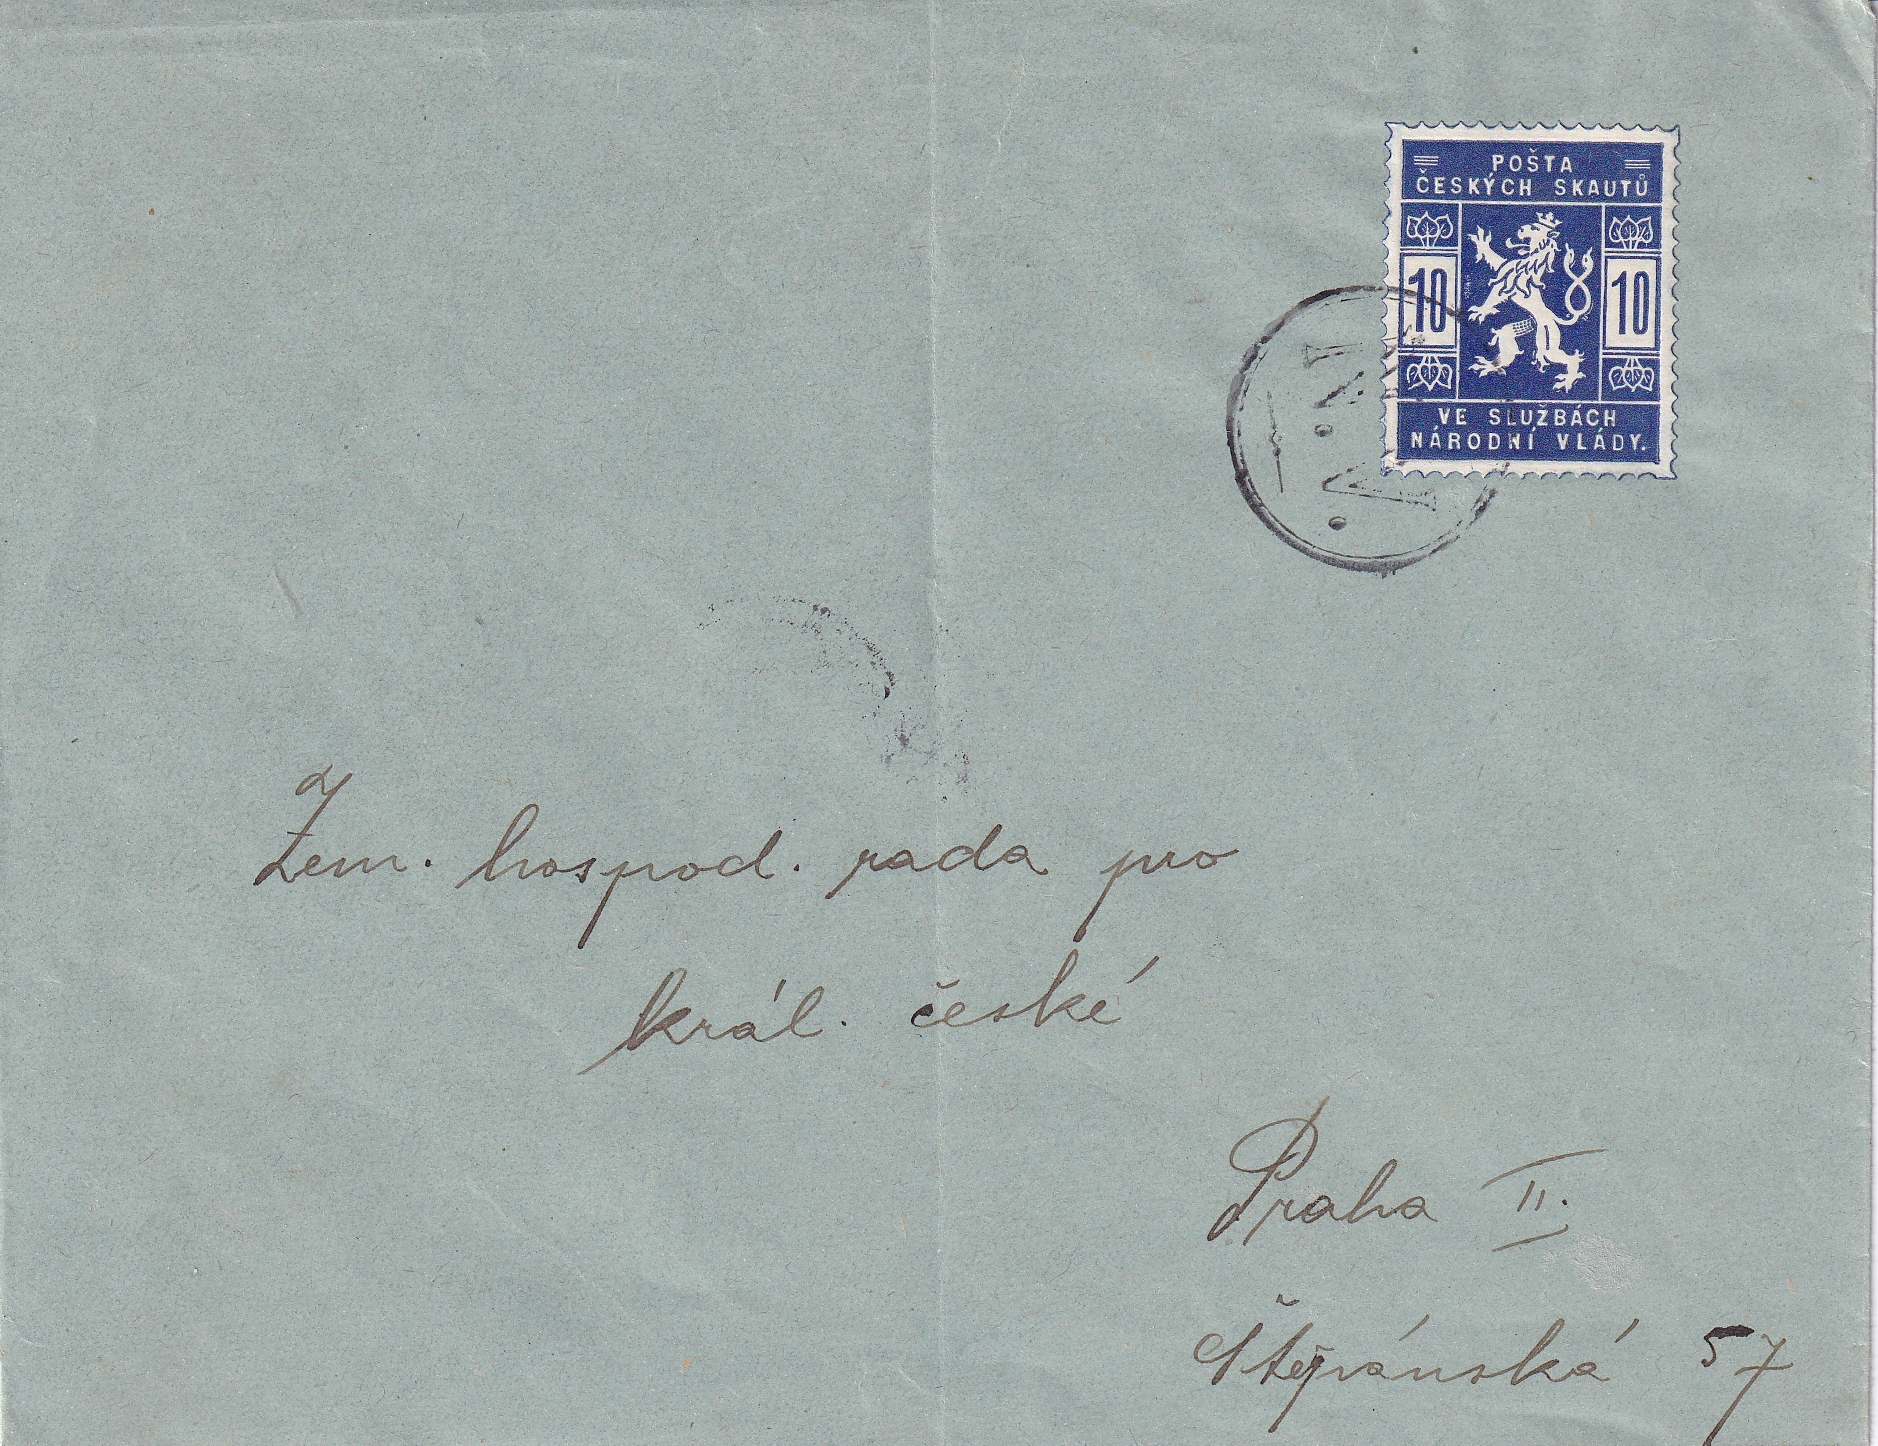 POŠTA
ČESKÝCH SKAUTŮ
10 10
VE SLUŽBÁCH
NÁRODNÍ VLÁDY.
N. V.
Zem. hospod. rada pro
král. české
Praha II.
Štěpánská 57